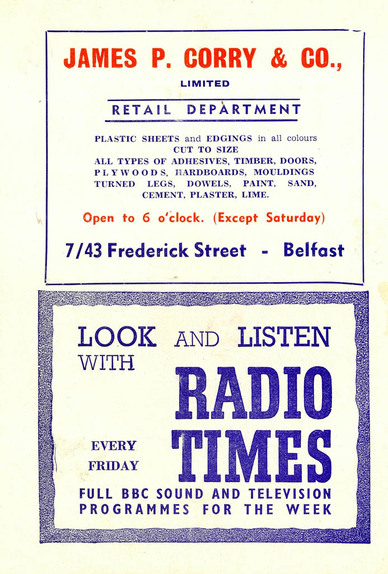 JAMES P. CORRY & CO.,
LIMITED
RETAIL DEPARTMENT
PLASTIC SHEETS and EDGINGS in all colours
CUT TO SIZE
ALL TYPES OF ADHESIVES, TIMBER, DOORS,
PLYWOODS, HARDBOARDS, MOULDINGS
TURNED LEGS, DOWELS, PAINT, SAND,
CEMENT, PLASTER, LIME.
Open to 6 o'clock. (Except Saturday)
7/43 Frederick Street - Belfast
LOOK AND LISTEN
WITH
RADIO
TIMES
EVERY
FRIDAY
FULL BBC SOUND AND TELEVISION
PROGRAMMES FOR THE WEEK